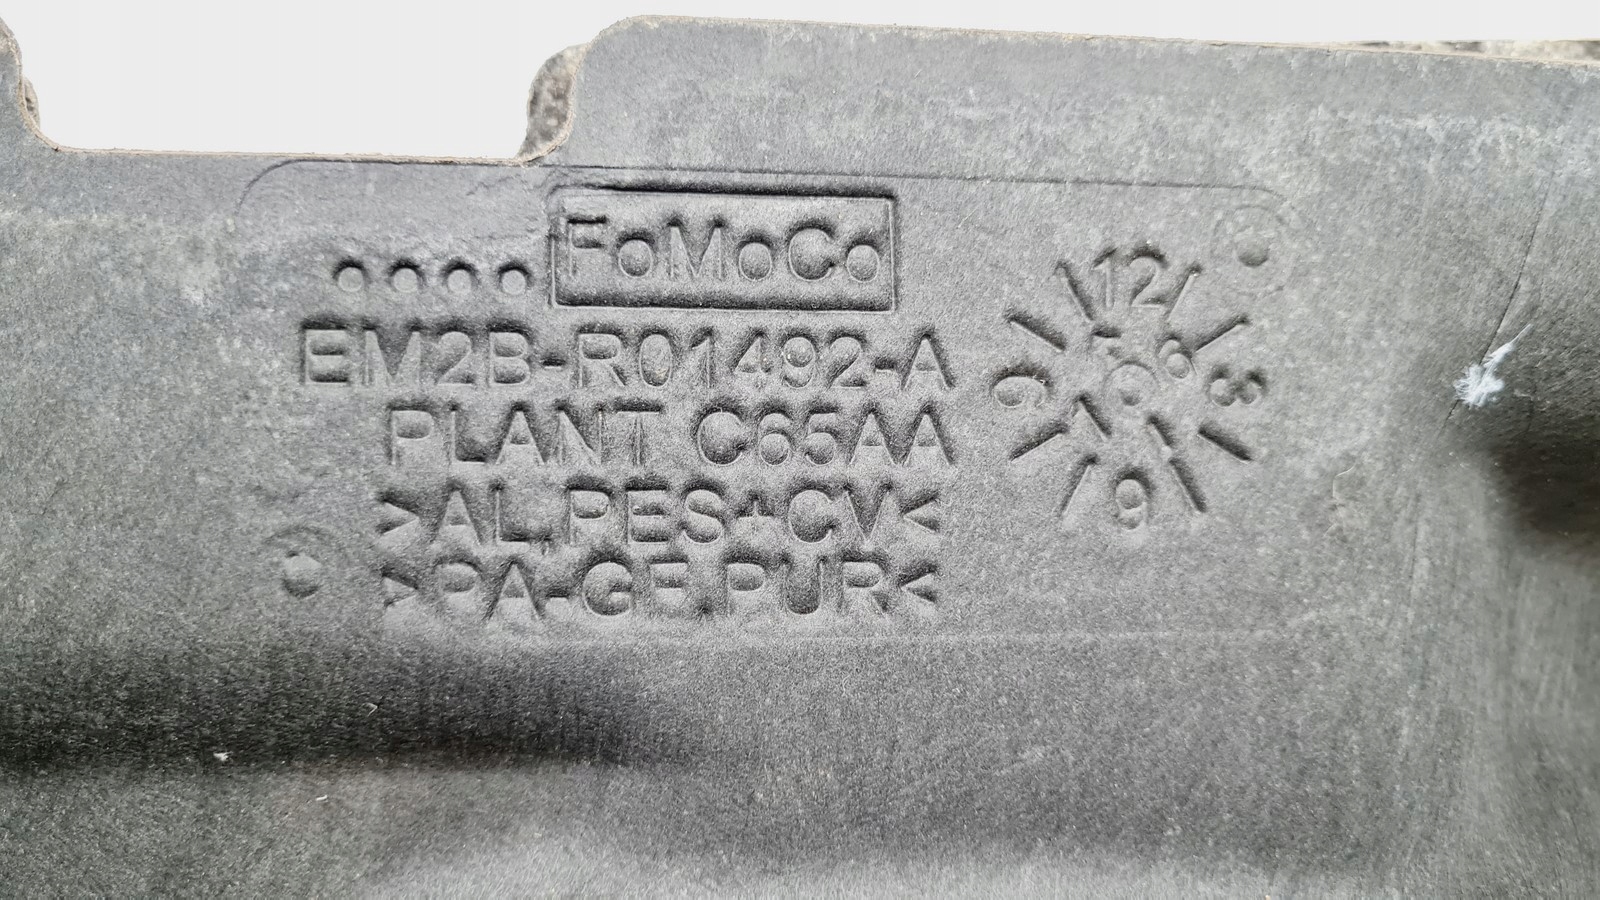 FoMoCo
EM2B-R01492-A
PLANT C65AA
>AL,PES+CV<
>PA-GF,PUR<
12
3
6
9